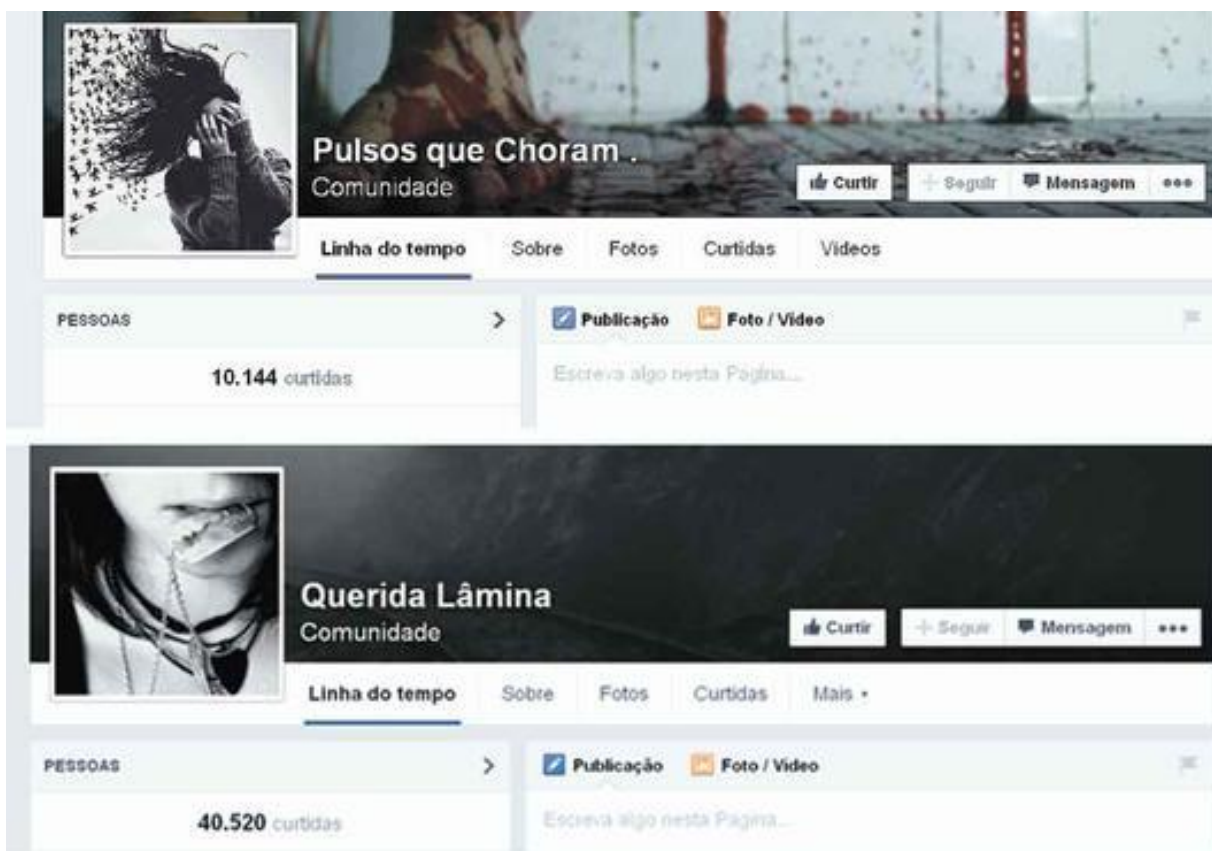 Pulsos que Choram .
Comunidade
Curtir
+ Seguir
Mensagem
Linha do tempo
Sobre
Fotos
Curtidas
Vídeos
PESSOAS
Publicação
Foto / Vídeo
10.144 curtidas
Escreva algo nesta Página...
Querida Lâmina
Comunidade
Curtir
+ Seguir
Mensagem
Linha do tempo
Sobre
Fotos
Curtidas
Mais
PESSOAS
Publicação
Foto / Vídeo
40.520 curtidas
Escreva algo nesta Página...